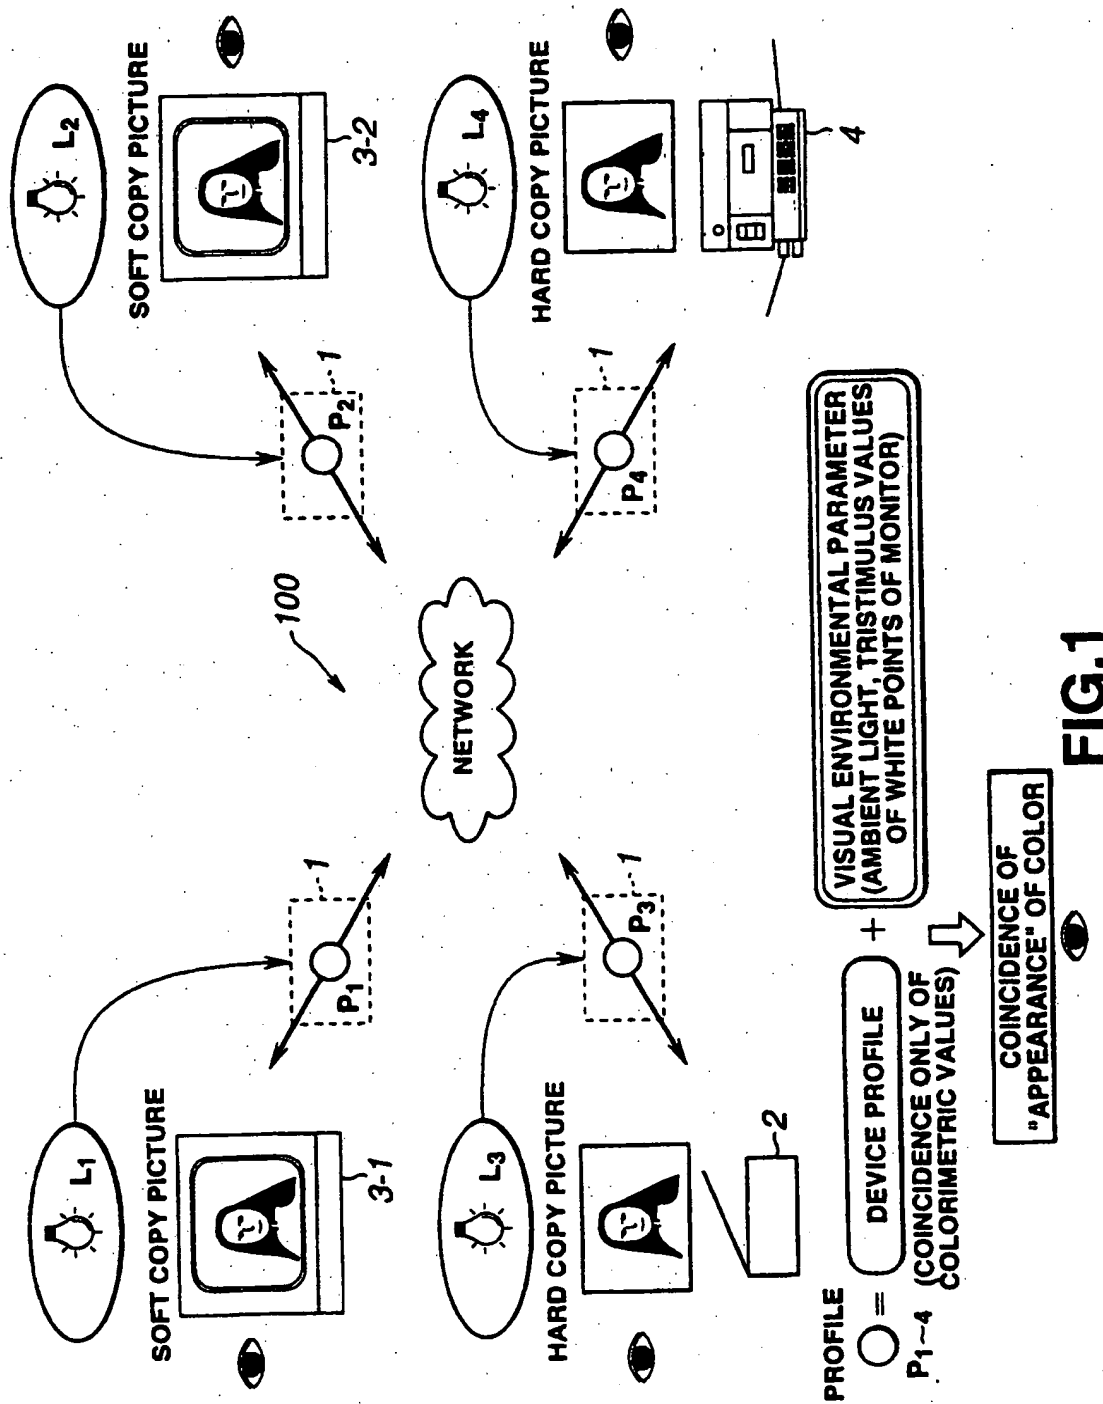 L1
SOFT COPY PICTURE
3-1
P1
1
100
L2
SOFT COPY PICTURE
3-2
P2
1
NETWORK
L3
HARD COPY PICTURE
2
P3
1
L4
HARD COPY PICTURE
4
P4
1
PROFILE
=
P1~4
DEVICE PROFILE
(COINCIDENCE ONLY OF
COLORIMETRIC VALUES)
+
VISUAL ENVIRONMENTAL PARAMETER
(AMBIENT LIGHT, TRISTIMULUS VALUES
OF WHITE POINTS OF MONITOR)
COINCIDENCE OF
"APPEARANCE" OF COLOR
FIG.1